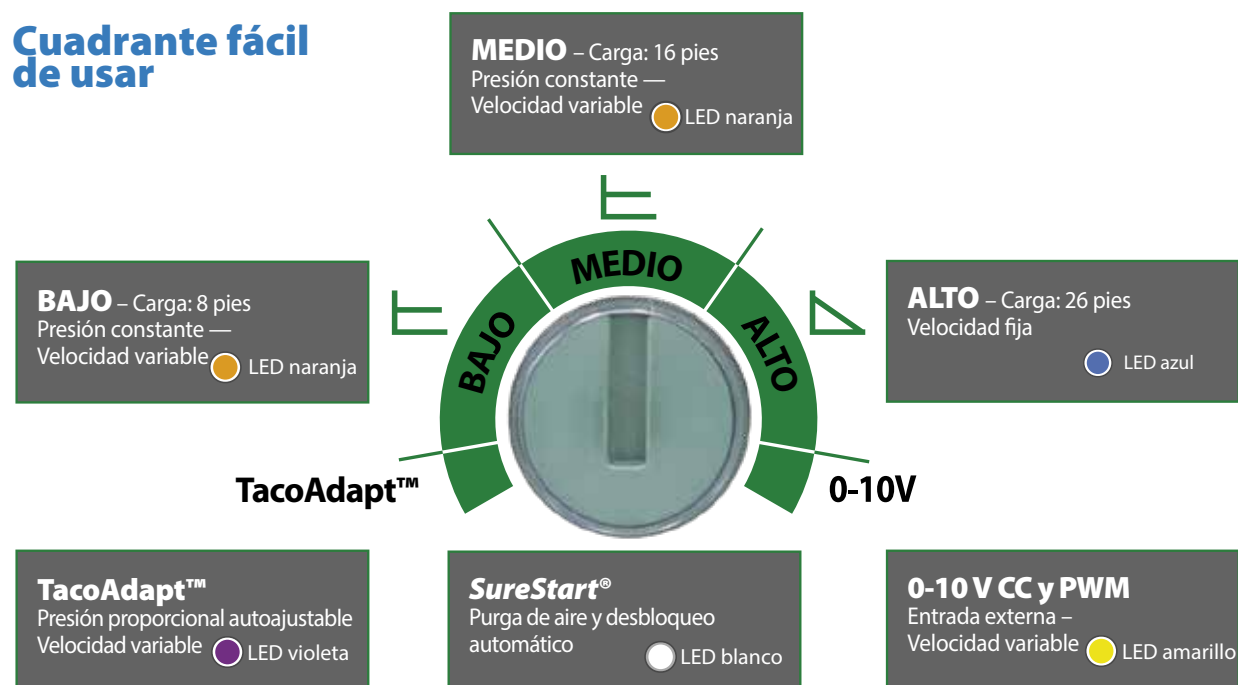 Cuadrante fácil
de usar
MEDIO – Carga: 16 pies
Presión constante —
Velocidad variable
LED naranja
BAJO – Carga: 8 pies
Presión constante —
Velocidad variable
LED naranja
MEDIO
BAJO
ALTO
ALTO – Carga: 26 pies
Velocidad fija
LED azul
TacoAdapt™
0-10V
TacoAdapt™
Presión proporcional autoajustable
Velocidad variable
LED violeta
SureStart®
Purga de aire y desbloqueo
automático
LED blanco
0-10 V CC y PWM
Entrada externa –
Velocidad variable
LED amarillo